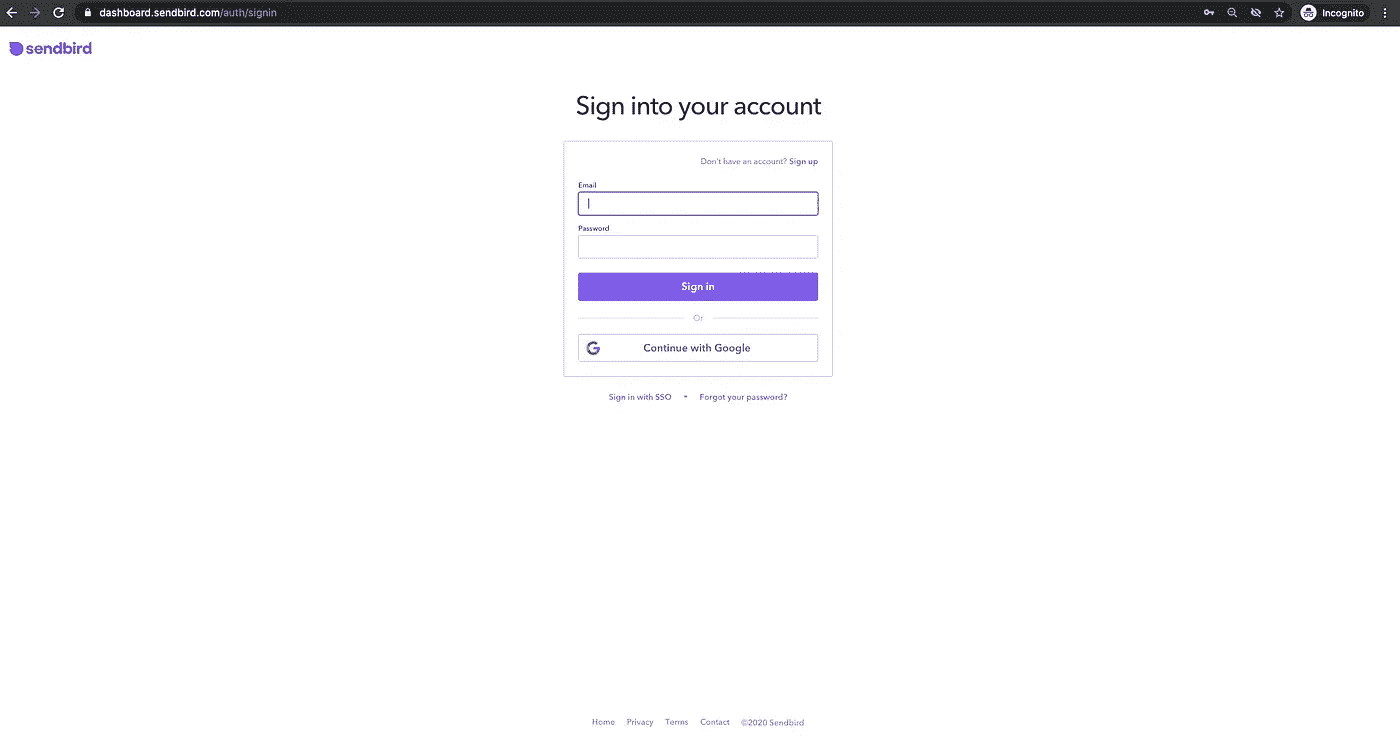 dashboard.sendbird.com/auth/signin
Incognito
sendbird
Sign into your account
Don't have an account? Sign up
Email
Password
Sign in
Or
Continue with Google
Sign in with SSO • Forgot your password?
Home Privacy Terms Contact ©2020 Sendbird